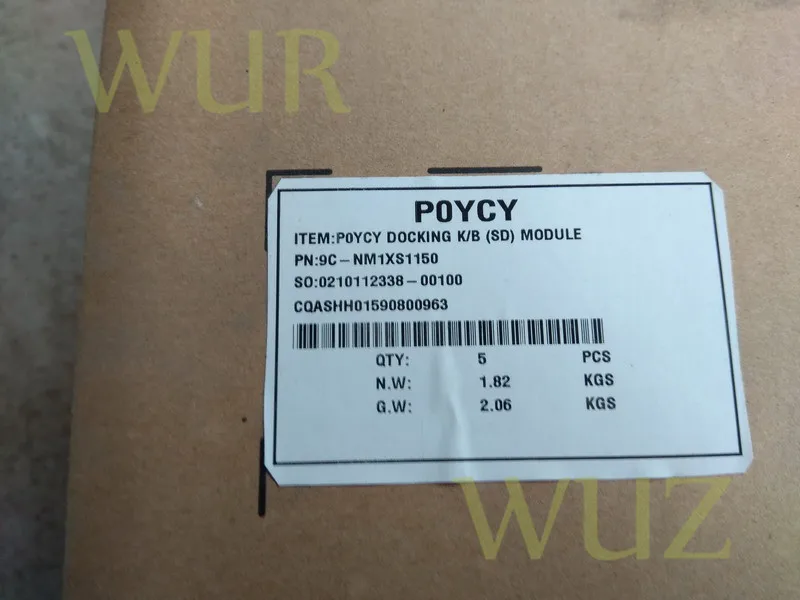 WUR
P0YCY
ITEM:P0YCY DOCKING K/B (SD) MODULE
PN:9C-NM1XS1150
SO:0210112338-00100
CQASHH01590800963
QTY: 5 PCS
N.W: 1.82 KGS
G.W: 2.06 KGS
WUZ